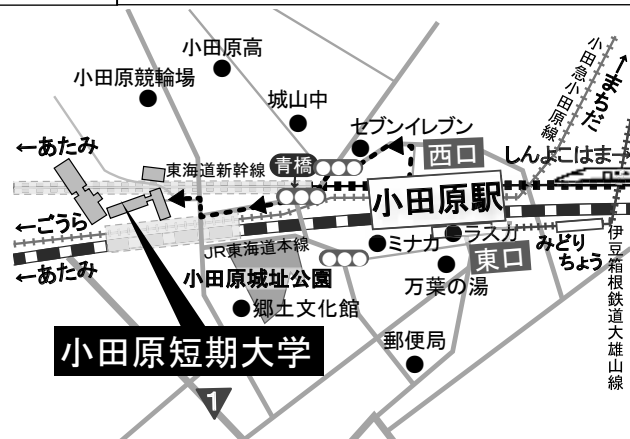 小田原高
小田急小田原線
←まちだ
小田原競輪場
城山中
セブンイレブン
←あたみ
東海道新幹線
青橋
西口
しんよこはま→
小田原駅
←ごうら
←あたみ
JR東海道本線
ミナカ
ラスカ
みどり
ちょう
東口
小田原城址公園
万葉の湯
伊豆箱根鉄道大雄山線
郷土文化館
小田原短期大学
郵便局
1